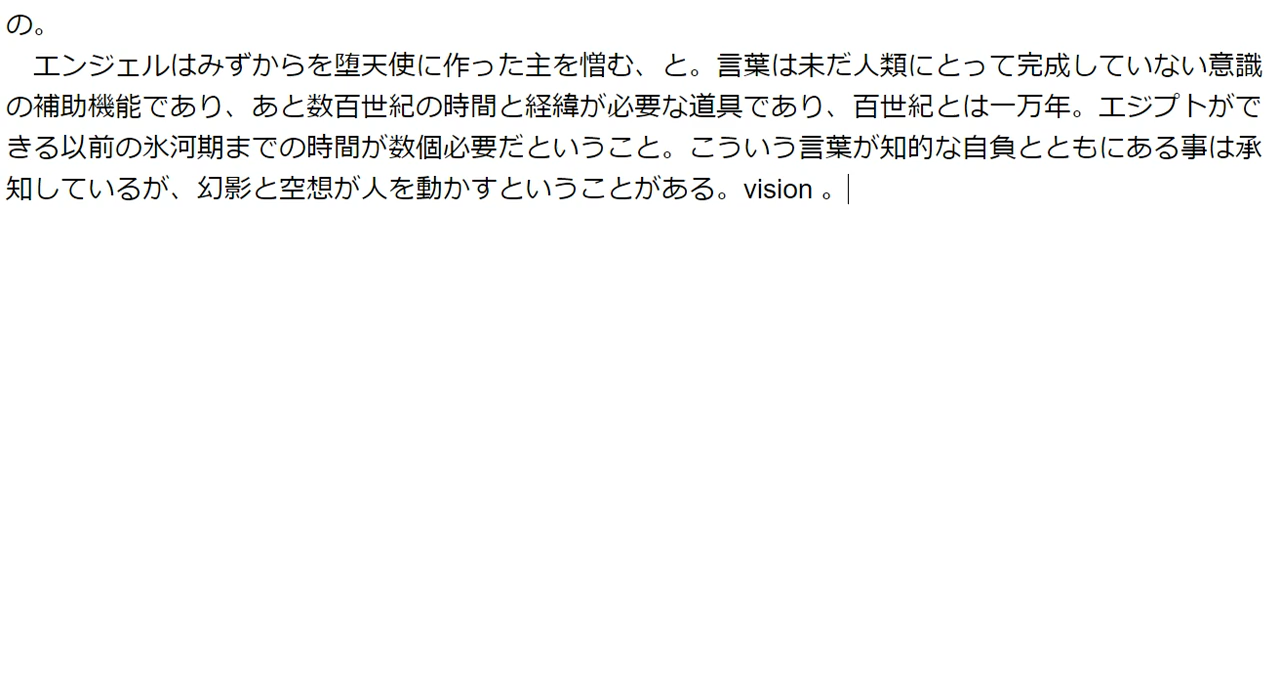 の。
　エンジェルはみずからを堕天使に作った主を憎む、と。言葉は未だ人類にとって完成していない意識
の補助機能であり、あと数百世紀の時間と経緯が必要な道具であり、百世紀とは一万年。エジプトがで
きる以前の氷河期までの時間が数個必要だということ。こういう言葉が知的な自負とともにある事は承
知しているが、幻影と空想が人を動かすということがある。vision 。